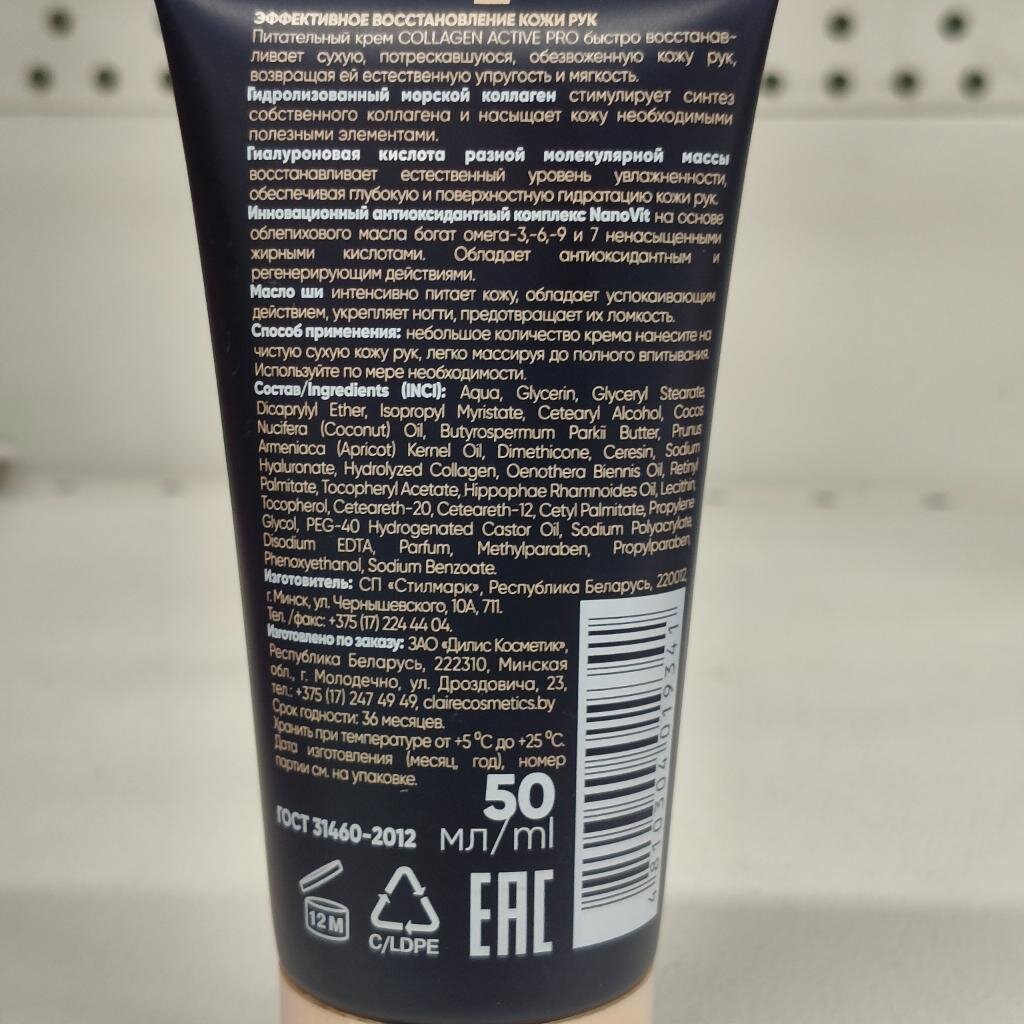 ЭФФЕКТИВНОЕ ВОССТАНОВЛЕНИЕ КОЖИ РУК
Питательный крем COLLAGEN ACTIVE PRO быстро восстанав-
ливает сухую, потрескавшуюся, обезвоженную кожу рук,
возвращая ей естественную упругость и мягкость.
Гидролизованный морской коллаген стимулирует синтез
собственного коллагена и насыщает кожу необходимыми
полезными элементами.
Гиалуроновая кислота разной молекулярной массы
восстанавливает естественный уровень увлажненности,
обеспечивая глубокую и поверхностную гидратацию кожи рук.
Инновационный антиоксидантный комплекс NanoVit на основе
облепихового масла богат омега-3,-6,-9 и 7 ненасыщенными
жирными кислотами. Обладает антиоксидантным и
регенерирующим действиями.
Масло ши интенсивно питает кожу, обладает успокаивающим
действием, укрепляет ногти, предотвращает их ломкость.
Способ применения: небольшое количество крема нанесите на
чистую сухую кожу рук, легко массируя до полного впитывания.
Используйте по мере необходимости.
Состав/Ingredients (INCI): Aqua, Glycerin, Glyceryl Stearate,
Dicaprylyl Ether, Isopropyl Myristate, Cetearyl Alcohol, Cocos
Nucifera (Coconut) Oil, Butyrospermum Parkii Butter, Prunus
Armeniaca (Apricot) Kernel Oil, Dimethicone, Ceresin, Sodium
Hyaluronate, Hydrolyzed Collagen, Oenothera Biennis Oil, Retinyl
Palmitate, Tocopheryl Acetate, Hippophae Rhamnoides Oil, Lecithin,
Tocopherol, Ceteareth-20, Ceteareth-12, Cetyl Palmitate, Propylene
Glycol, PEG-40 Hydrogenated Castor Oil, Sodium Polyacrylate,
Disodium EDTA, Parfum, Methylparaben, Propylparaben,
Phenoxyethanol, Sodium Benzoate.
Изготовитель: СП «Стилмарк», Республика Беларусь, 220012,
г. Минск, ул. Чернышевского, 10А, 711.
Тел./факс: +375 (17) 224 44 04.
Изготовлено по заказу: ЗАО «Дилис Косметик»,
Республика Беларусь, 222310, Минская
обл., г. Молодечно, ул. Дроздовича, 23,
тел.: +375 (17) 247 49 49, clairecosmetics.by
Срок годности: 36 месяцев.
Хранить при температуре от +5 °C до +25 °C.
Дата изготовления (месяц, год), номер
партии см. на упаковке.
50
мл/ml
ГОСТ 31460-2012
12 M
C/LDPE
EAC
4810304019341